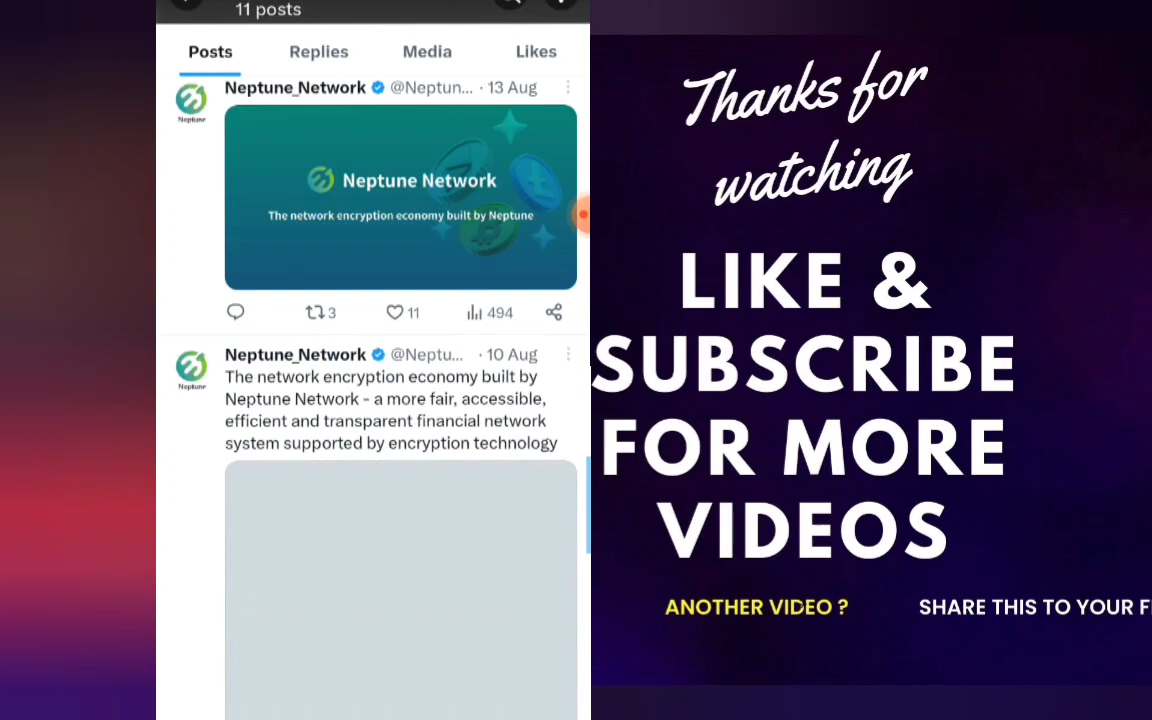 11 posts
Posts Replies Media Likes
Neptune_Network @Neptun... · 13 Aug
Neptune
Neptune Network
The network encryption economy built by Neptune
3 11 494
Neptune_Network @Neptu... · 10 Aug
Neptune
The network encryption economy built by
Neptune Network - a more fair, accessible,
efficient and transparent financial network
system supported by encryption technology
Thanks for
watching
LIKE &
SUBSCRIBE
FOR MORE
VIDEOS
ANOTHER VIDEO ?
SHARE THIS TO YOUR